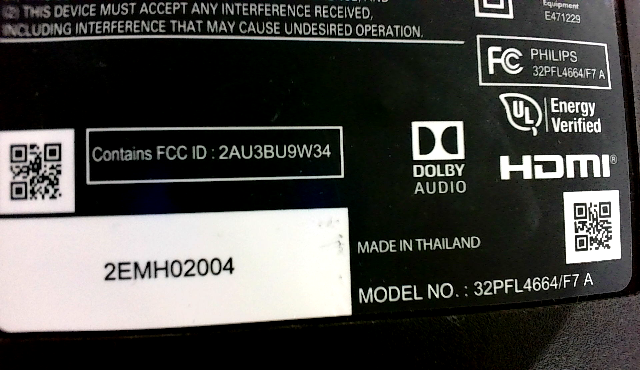 (2) THIS DEVICE MUST ACCEPT ANY INTERFERENCE RECEIVED,
INCLUDING INTERFERENCE THAT MAY CAUSE UNDESIRED OPERATION.
Equipment
E471229
FC PHILIPS
32PFL4664/F7 A
UL Energy
Verified
Contains FCC ID : 2AU3BU9W34
DOLBY
AUDIO
HDMI®
2EMH02004
MADE IN THAILAND
MODEL NO. : 32PFL4664/F7 A